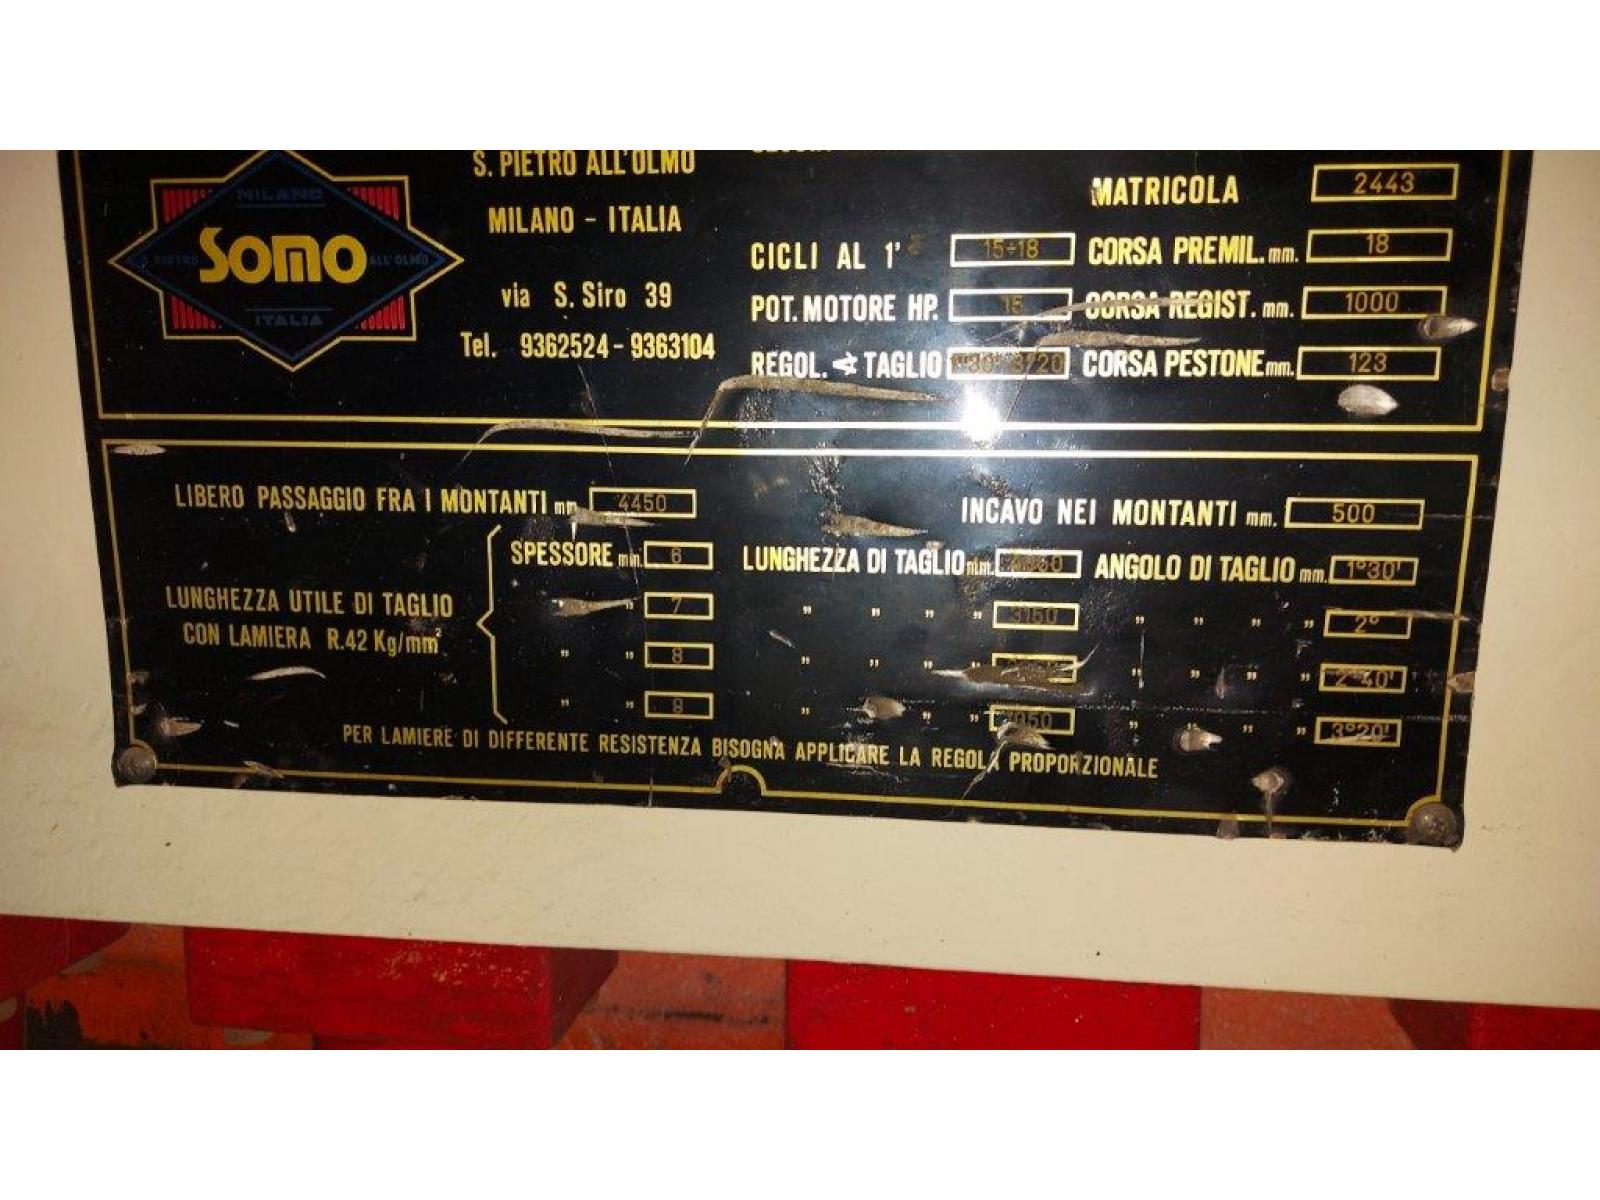 S. PIETRO ALL'OLMO
MILANO - ITALIA
via S. Siro 39
Tel. 9362524 - 9363104
MILANO
S. PIETRO SOMO ALL'OLMO
ITALIA
MATRICOLA 2443
CICLI AL 1' 15÷18 CORSA PREMIL. mm. 18
POT. MOTORE HP. 15 CORSA REGIST. mm. 1000
REGOL. ∢ TAGLIO 1°30' 3°20' CORSA PESTONE mm. 123
LIBERO PASSAGGIO FRA I MONTANTI mm. 4450 INCAVO NEI MONTANTI mm. 500
LUNGHEZZA UTILE DI TAGLIO
CON LAMIERA R.42 Kg/mm²
SPESSORE mm. 6 LUNGHEZZA DI TAGLIO mm. ANGOLO DI TAGLIO mm. 1°30'
" 7 " " " " 3150 " " " " 2°
" " 8 " " " " " " " 2°40'
" " " " " " " " 3°20'
PER LAMIERE DI DIFFERENTE RESISTENZA BISOGNA APPLICARE LA REGOLA PROPORZIONALE